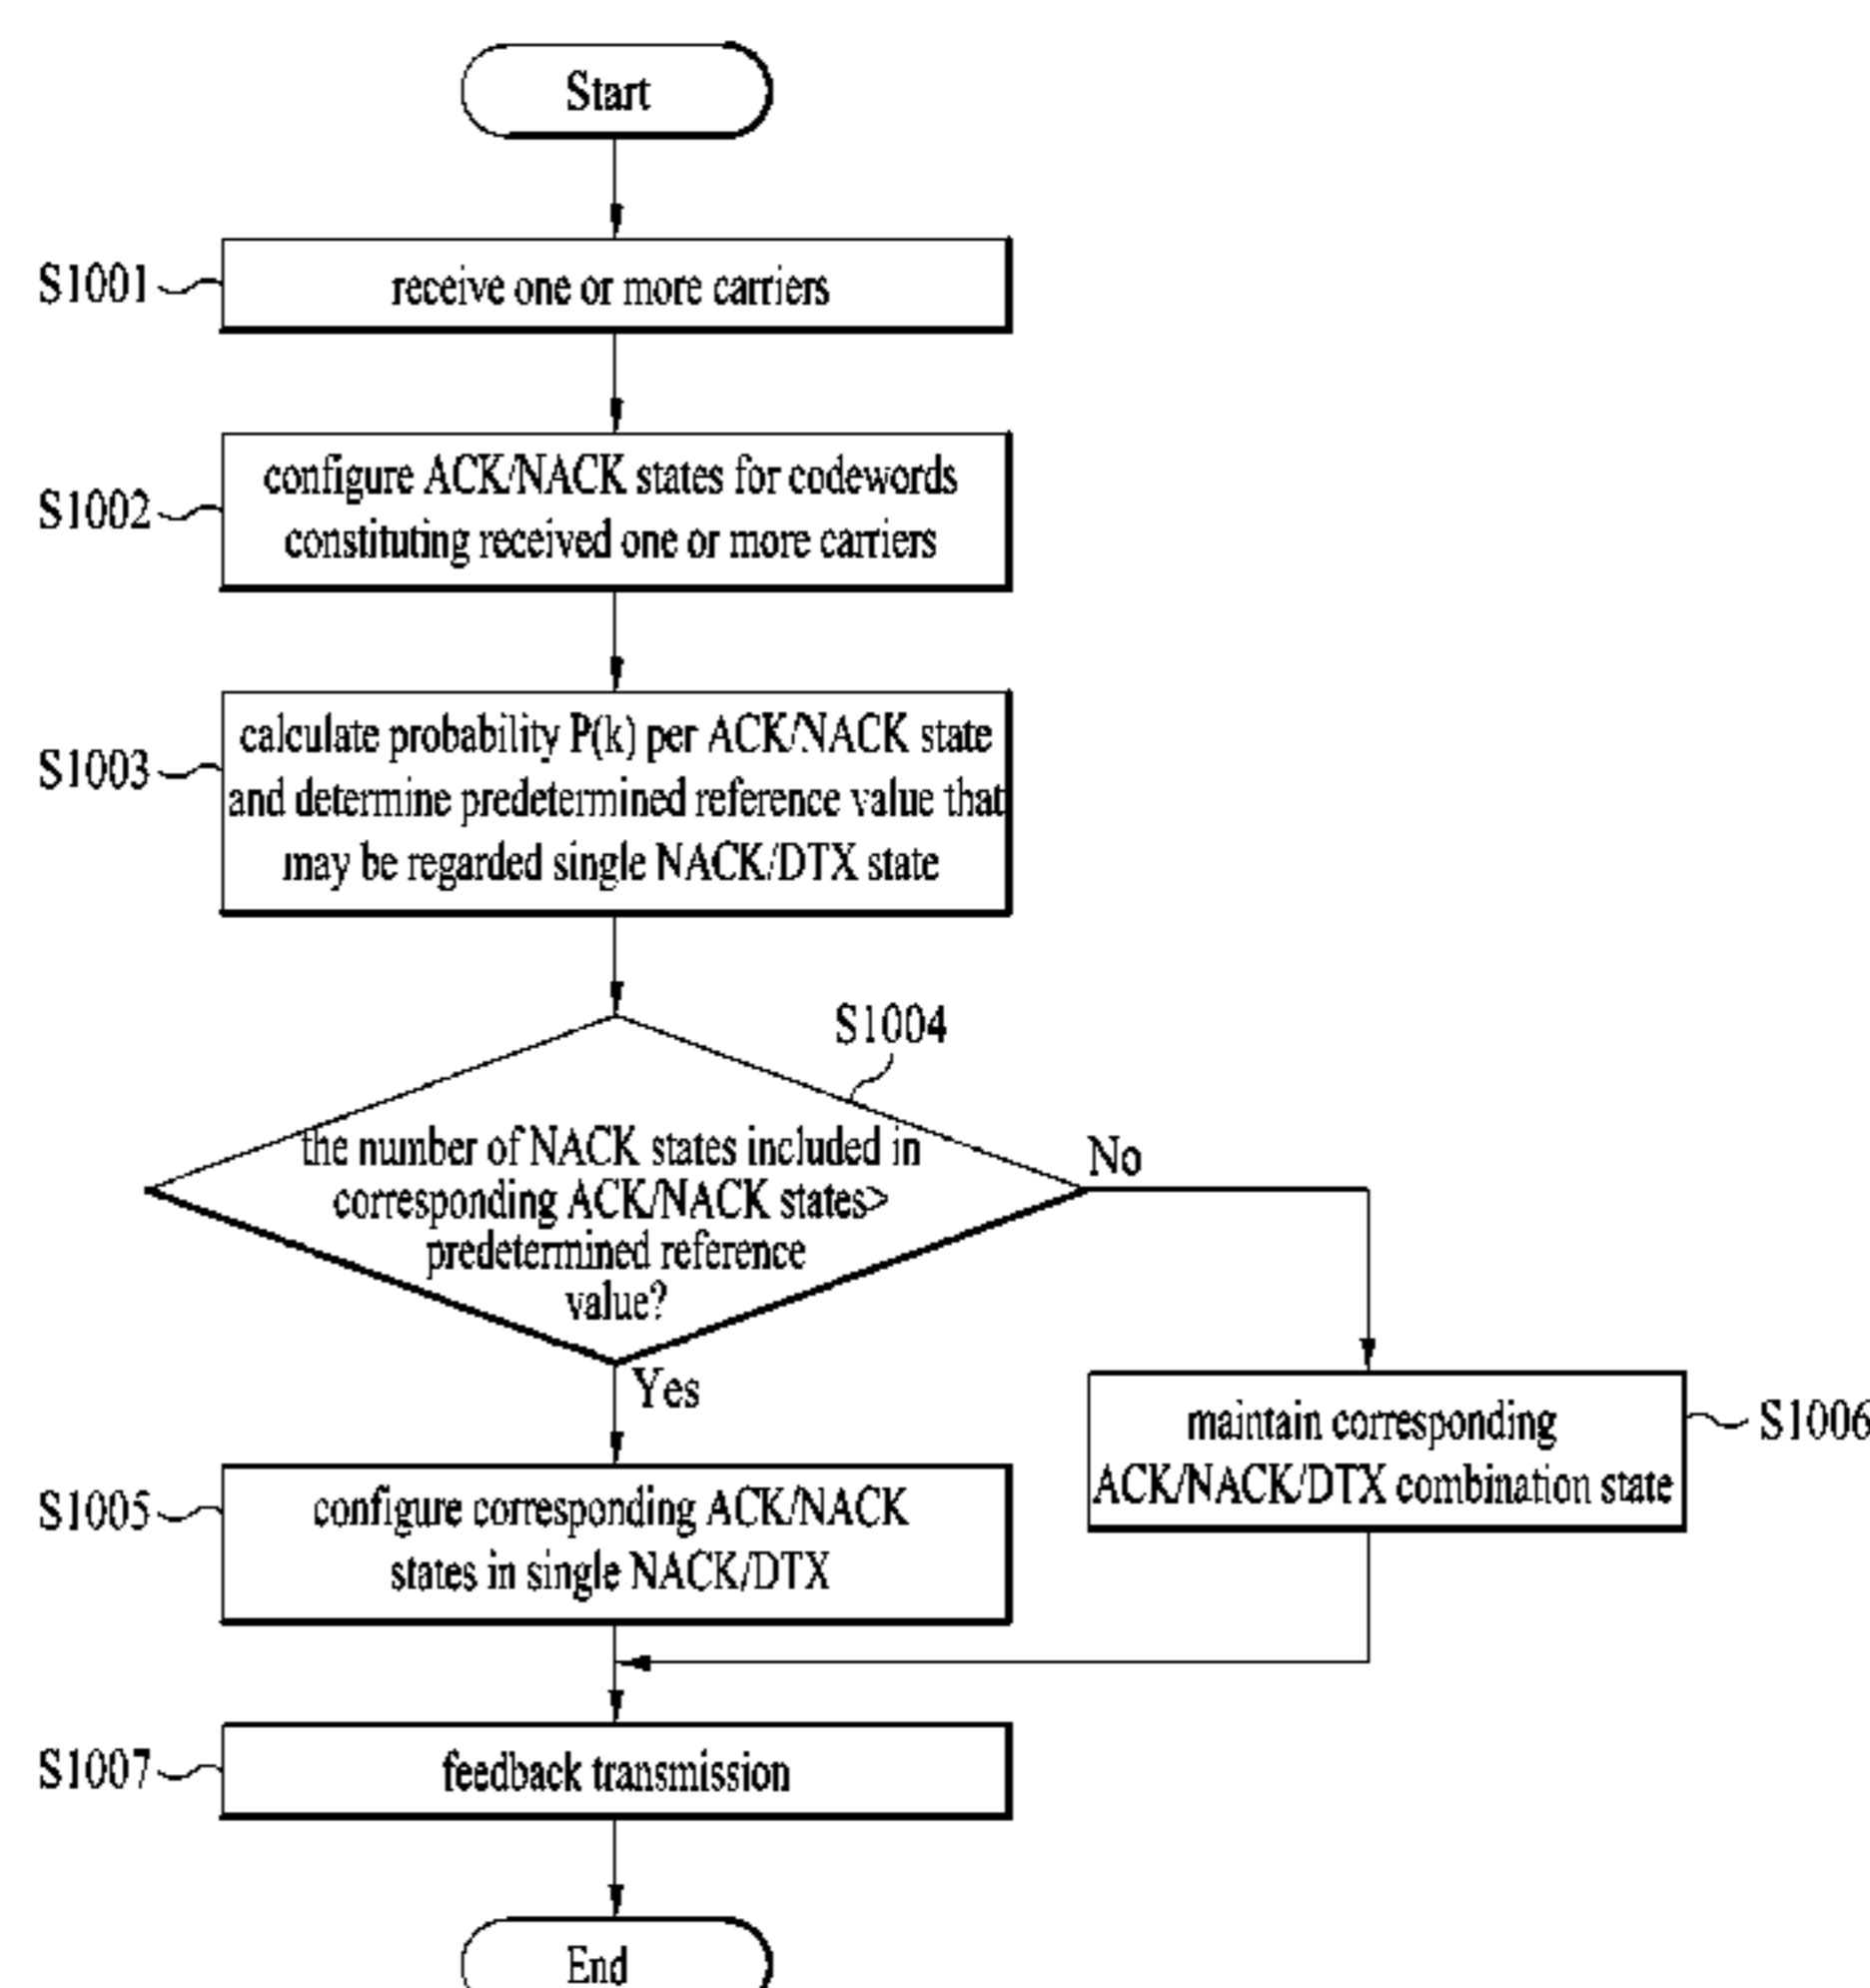 Start
S1001
receive one or more carriers
S1002
configure ACK/NACK states for codewords
constituting received one or more carriers
S1003
calculate probability P(k) per ACK/NACK state
and determine predetermined reference value that
may be regarded single NACK/DTX state
S1004
the number of NACK states included in
corresponding ACK/NACK states>
predetermined reference
value?
No
Yes
maintain corresponding
ACK/NACK/DTX combination state
S1006
S1005
configure corresponding ACK/NACK
states in single NACK/DTX
S1007
feedback transmission
End